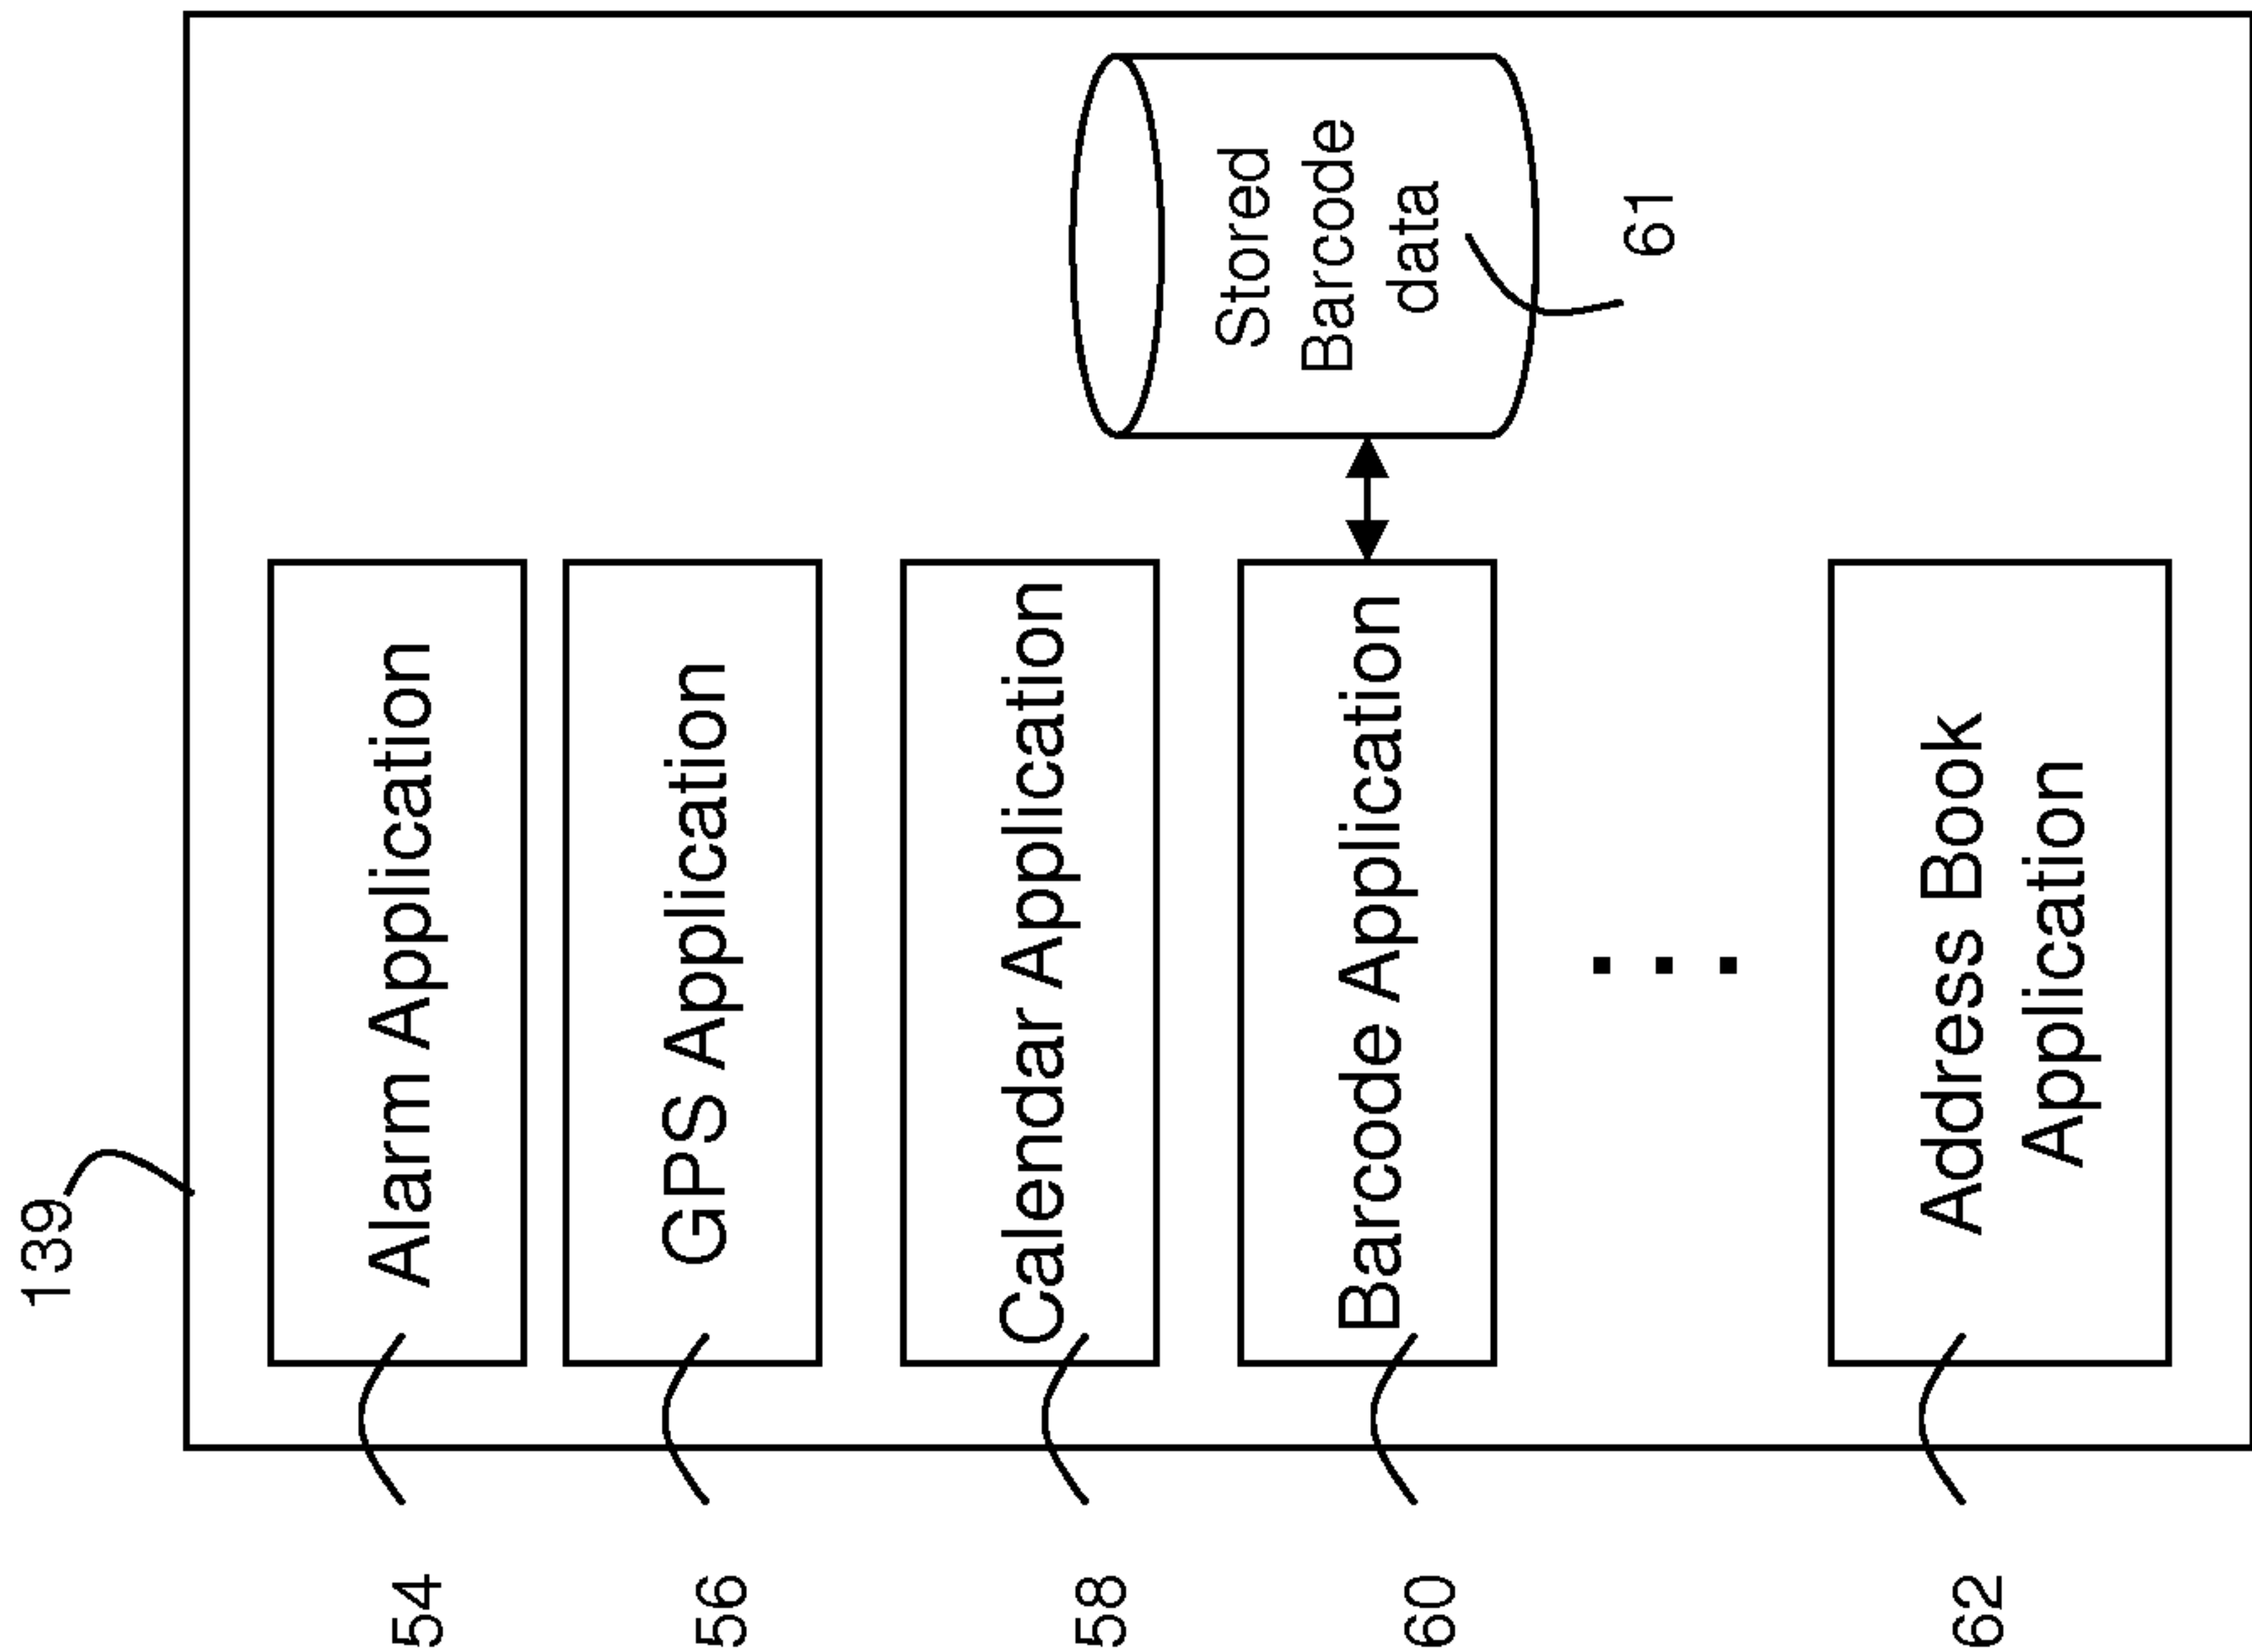 139
54
Alarm Application
56
GPS Application
58
Calendar Application
60
Barcode Application
Stored
Barcode
data
61
62
Address Book
Application